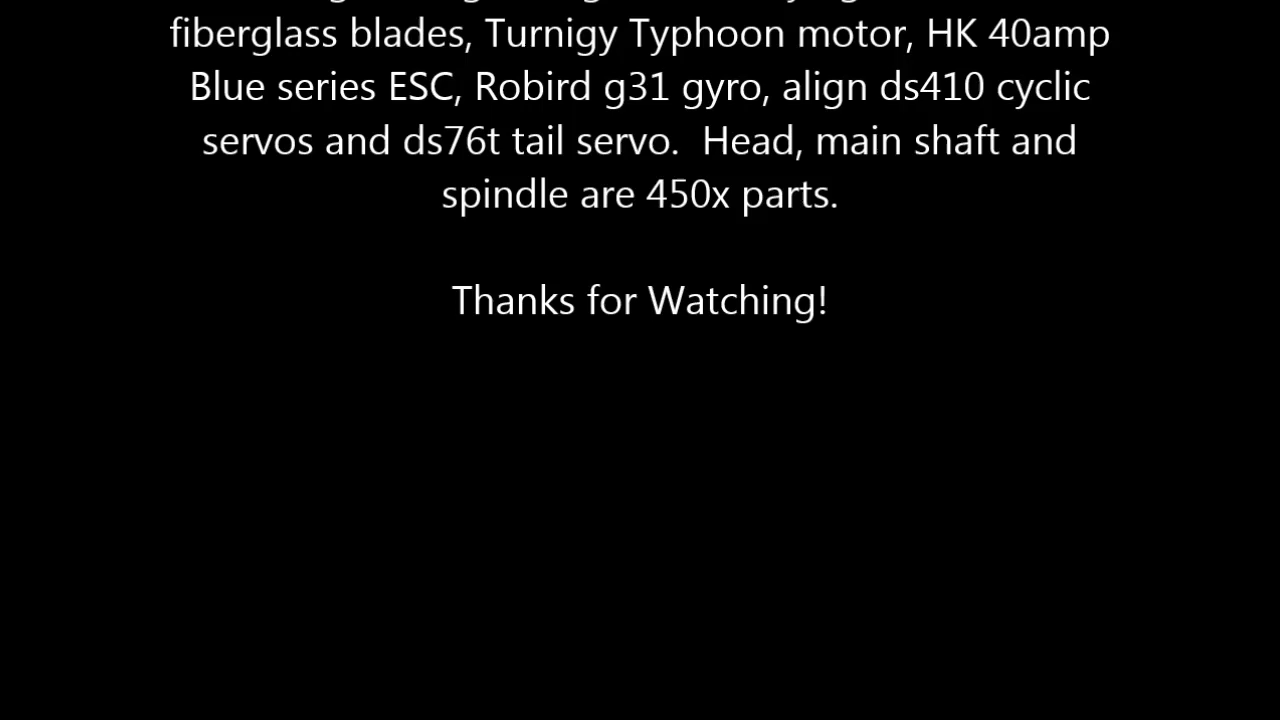 fiberglass blades, Turnigy Typhoon motor, HK 40amp
Blue series ESC, Robird g31 gyro, align ds410 cyclic
servos and ds76t tail servo.  Head, main shaft and
spindle are 450x parts.
Thanks for Watching!